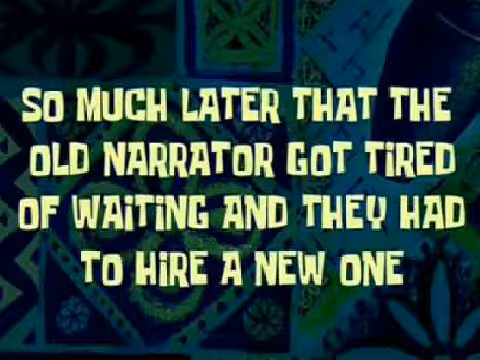 SO MUCH LATER THAT THE
OLD NARRATOR GOT TIRED
OF WAITING AND THEY HAD
TO HIRE A NEW ONE